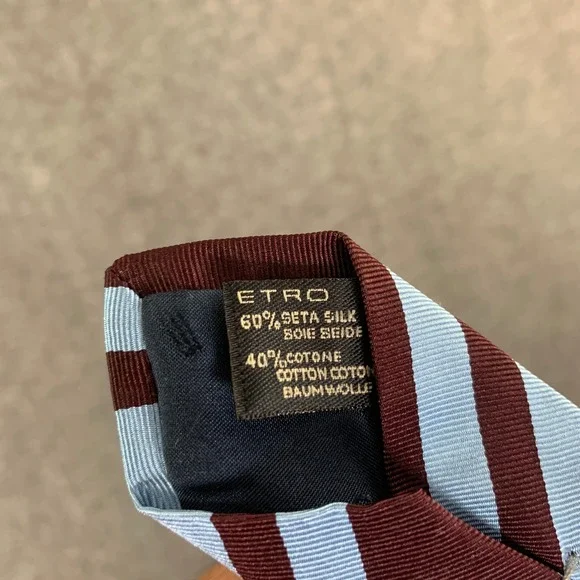 ETRO
60% SETA SILK
SOIE SEIDE
40% COTONE
COTTON COTON
BAUMWOLLE